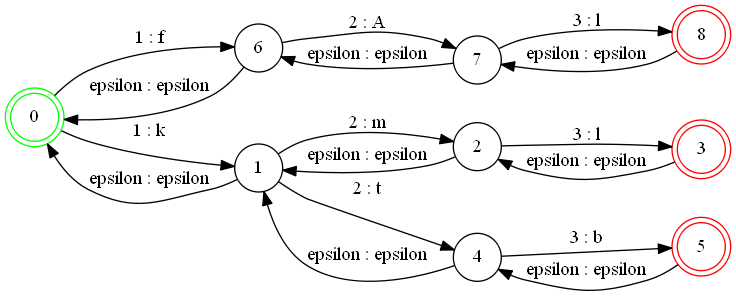 1 : f
epsilon : epsilon
6
2 : A
epsilon : epsilon
7
3 : l
epsilon : epsilon
8
0
1 : k
epsilon : epsilon
1
2 : m
epsilon : epsilon
2
3 : l
epsilon : epsilon
3
2 : t
epsilon : epsilon
4
3 : b
epsilon : epsilon
5